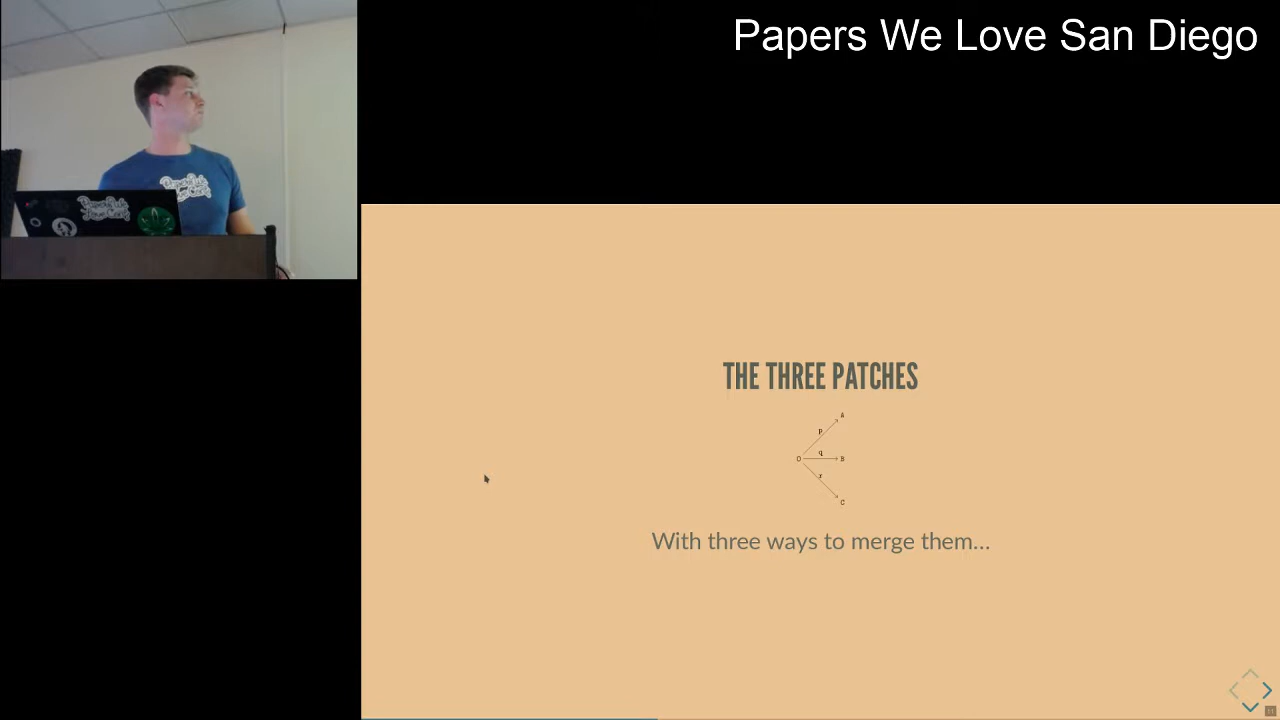 Papers We Love San Diego
THE THREE PATCHES
A
p
q
O
B
r
C
With three ways to merge them...